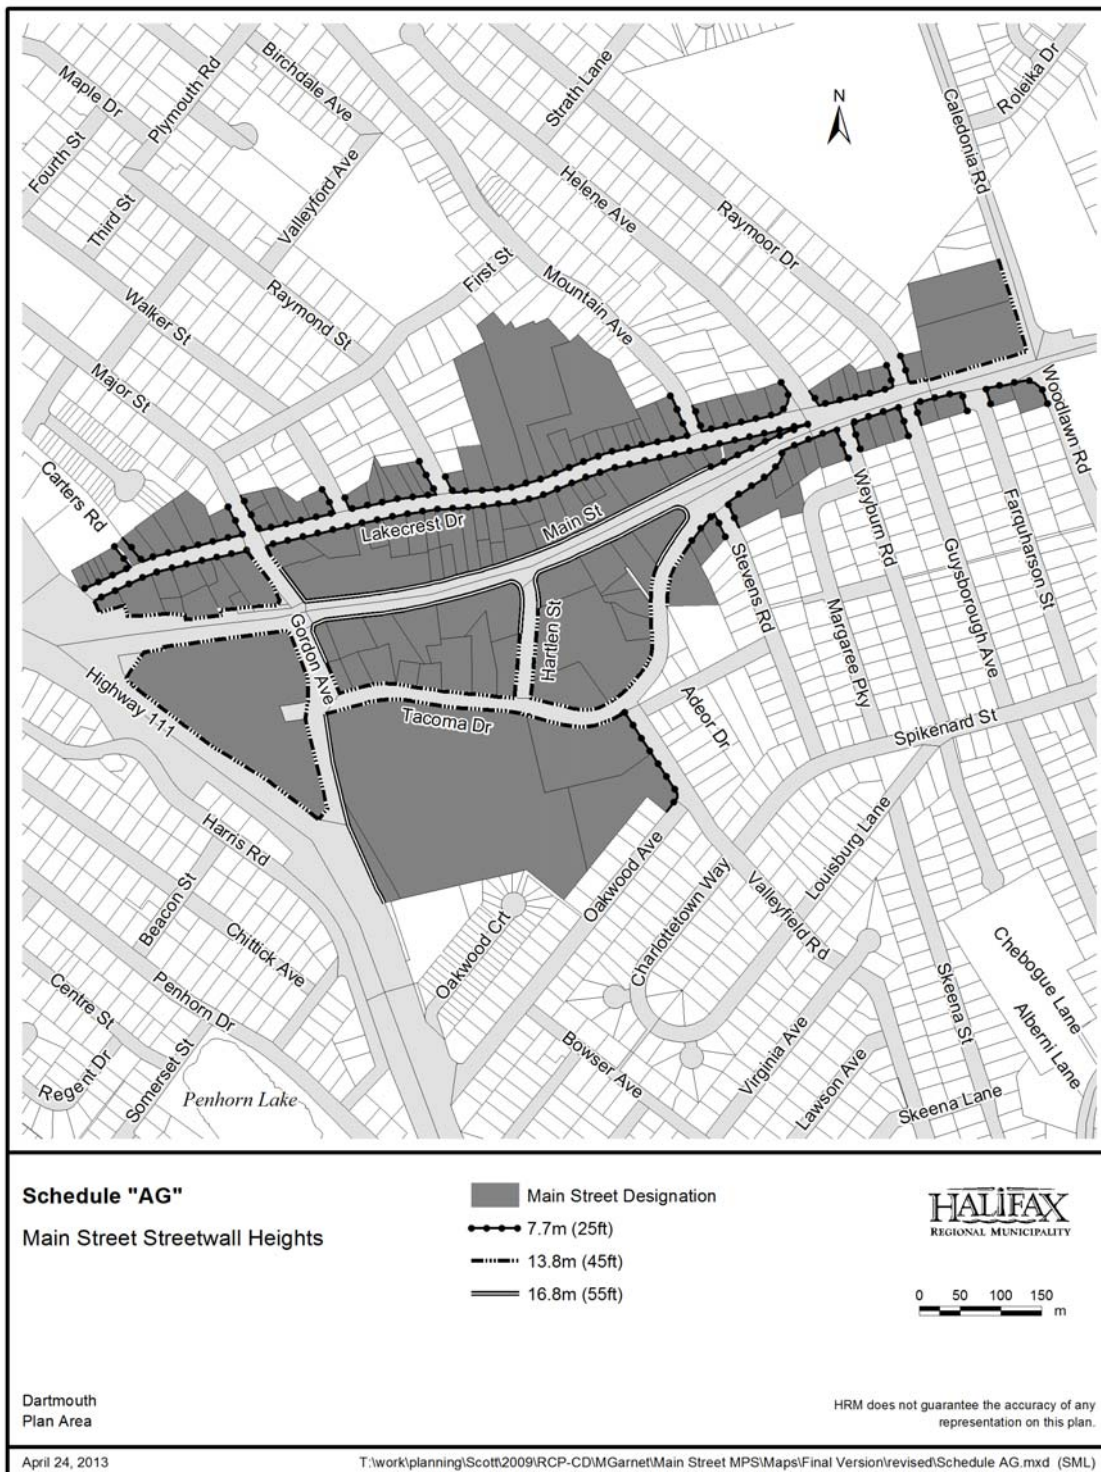 Maple Dr
Plymouth Rd
Birchdale Ave
Strath Lane
Caledonia Rd
Roleika Dr
N
Fourth St
Third St
Valleyford Ave
Helene Ave
Raymoor Dr
First St
Mountain Ave
Walker St
Raymond St
Major St
Woodlawn Rd
Carters Rd
Lakecrest Dr
Main St
Weyburn Rd
Farquharson St
Guysborough Ave
Stevens Rd
Margaree Pky
Hartlen St
Gordon Ave
Highway 111
Tacoma Dr
Adeor Dr
Spikenard St
Harris Rd
Beacon St
Chittick Ave
Oakwood Ave
Oakwood Crt
Charlottetown Way
Louisburg Lane
Valleyfield Rd
Chebogue Lane
Alberni Lane
Skeena St
Penhorn Dr
Centre St
Regent Dr
Somerset St
Penhorn Lake
Bowser Ave
Virginia Ave
Lawson Ave
Skeena Lane
Schedule "AG"
Main Street Streetwall Heights
Main Street Designation
7.7m (25ft)
13.8m (45ft)
16.8m (55ft)
HALIFAX
REGIONAL MUNICIPALITY
0 50 100 150
m
Dartmouth
Plan Area
HRM does not guarantee the accuracy of any
representation on this plan.
April 24, 2013
T:\work\planning\Scott\2009\RCP-CD\MGarnet\Main Street MPS\Maps\Final Version\revised\Schedule AG.mxd (SML)